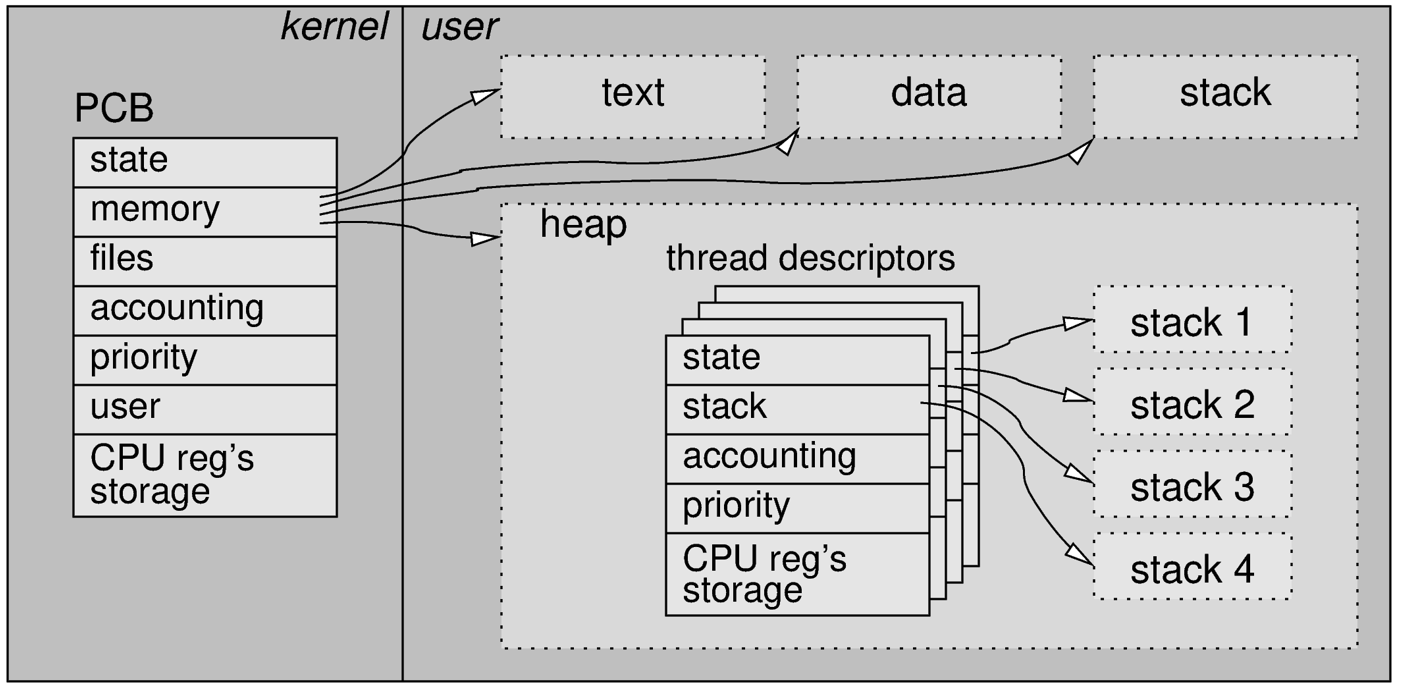 kernel
user
text
data
stack
PCB
state
memory
files
accounting
priority
user
CPU reg’s
storage
heap
thread descriptors
state
stack
accounting
priority
CPU reg’s
storage
stack 1
stack 2
stack 3
stack 4